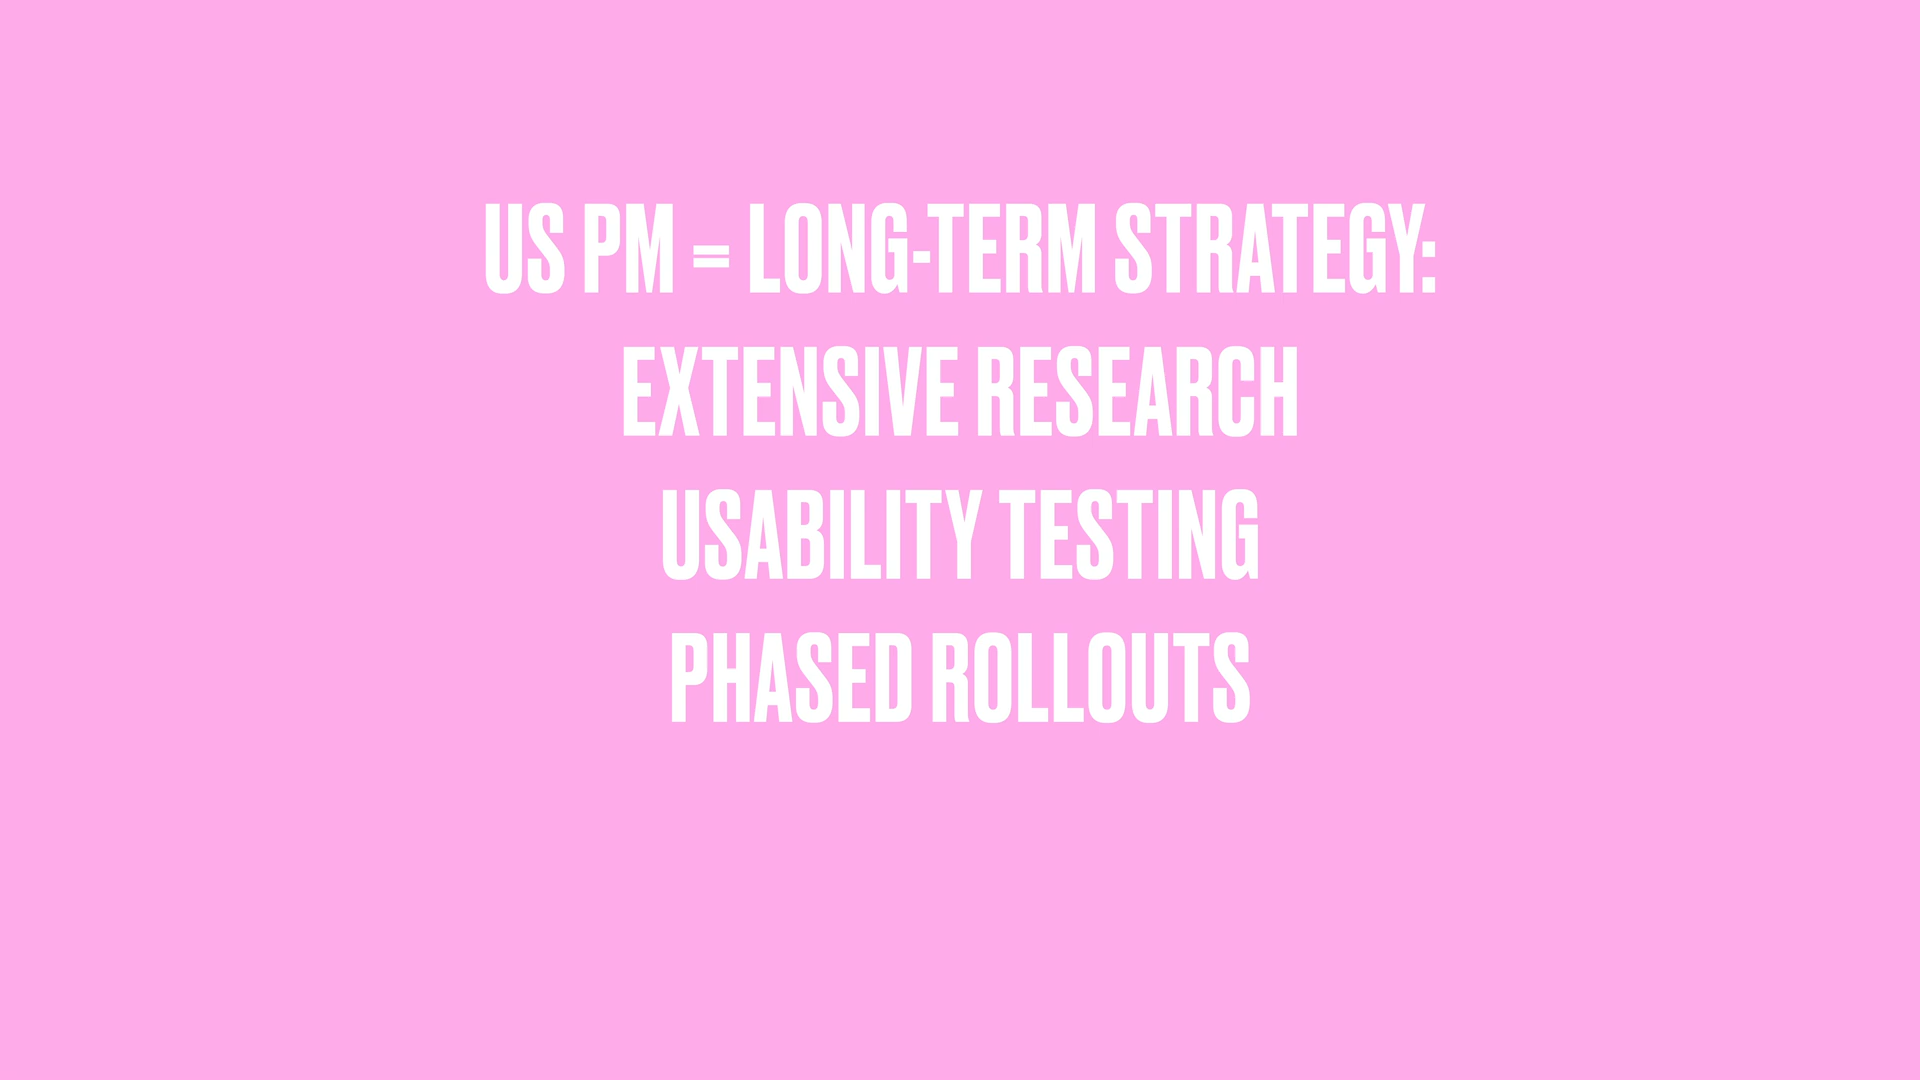 US PM = LONG-TERM STRATEGY:
EXTENSIVE RESEARCH
USABILITY TESTING
PHASED ROLLOUTS